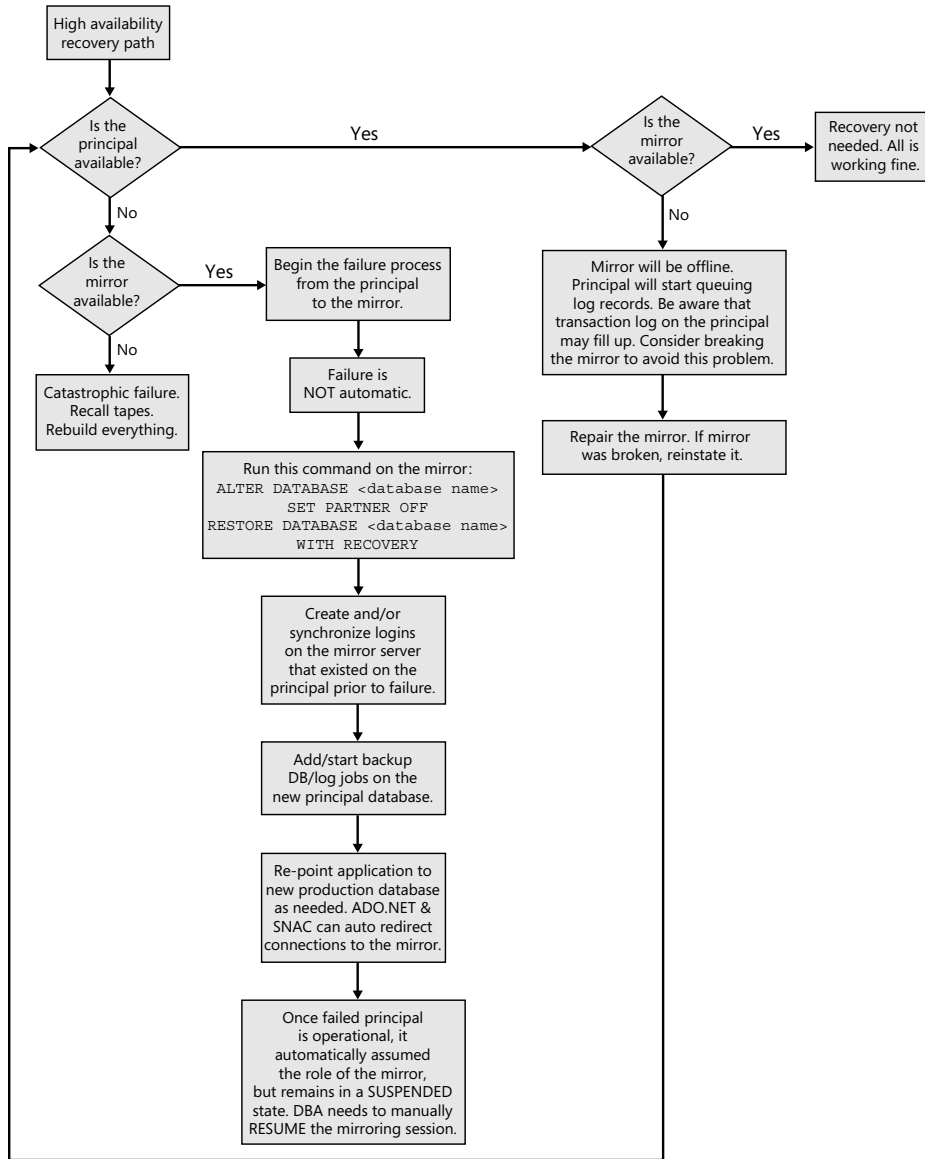 High availability
recovery path
Is the
principal
available?
Yes
Is the
mirror
available?
Yes
Recovery not
needed. All is
working fine.
No
No
Is the
mirror
available?
Yes
Begin the failure process
from the principal
to the mirror.
Mirror will be offline.
Principal will start queuing
log records. Be aware that
transaction log on the principal
may fill up. Consider breaking
the mirror to avoid this problem.
No
Catastrophic failure.
Recall tapes.
Rebuild everything.
Failure is
NOT automatic.
Repair the mirror. If mirror
was broken, reinstate it.
Run this command on the mirror:
ALTER DATABASE <database name>
SET PARTNER OFF
RESTORE DATABASE <database name>
WITH RECOVERY
Create and/or
synchronize logins
on the mirror server
that existed on the
principal prior to failure.
Add/start backup
DB/log jobs on the
new principal database.
Re-point application to
new production database
as needed. ADO.NET &
SNAC can auto redirect
connections to the mirror.
Once failed principal
is operational, it
automatically assumed
the role of the mirror,
but remains in a SUSPENDED
state. DBA needs to manually
RESUME the mirroring session.